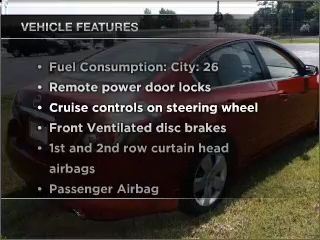 VEHICLE FEATURES
• Fuel Consumption: City: 26
• Remote power door locks
• Cruise controls on steering wheel
• Front Ventilated disc brakes
• 1st and 2nd row curtain head
airbags
• Passenger Airbag